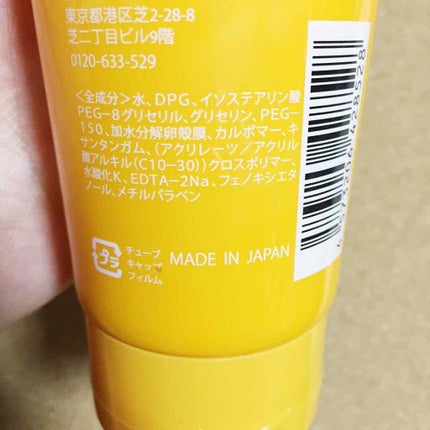 東京都港区芝2-28-8
芝二丁目ビル9階
0120-633-529
<全成分>水、DPG、イソステアリン酸
PEG-8グリセリル、グリセリン、PEG-
150、加水分解卵殻膜、カルボマー、キ
サンタンガム、(アクリレーツ/アクリル
酸アルキル(C10-30))クロスポリマー、
水酸化K、EDTA-2Na、フェノキシエタ
ノール、メチルパラベン
プラ
チューブ
キャップ
フィルム
MADE IN JAPAN